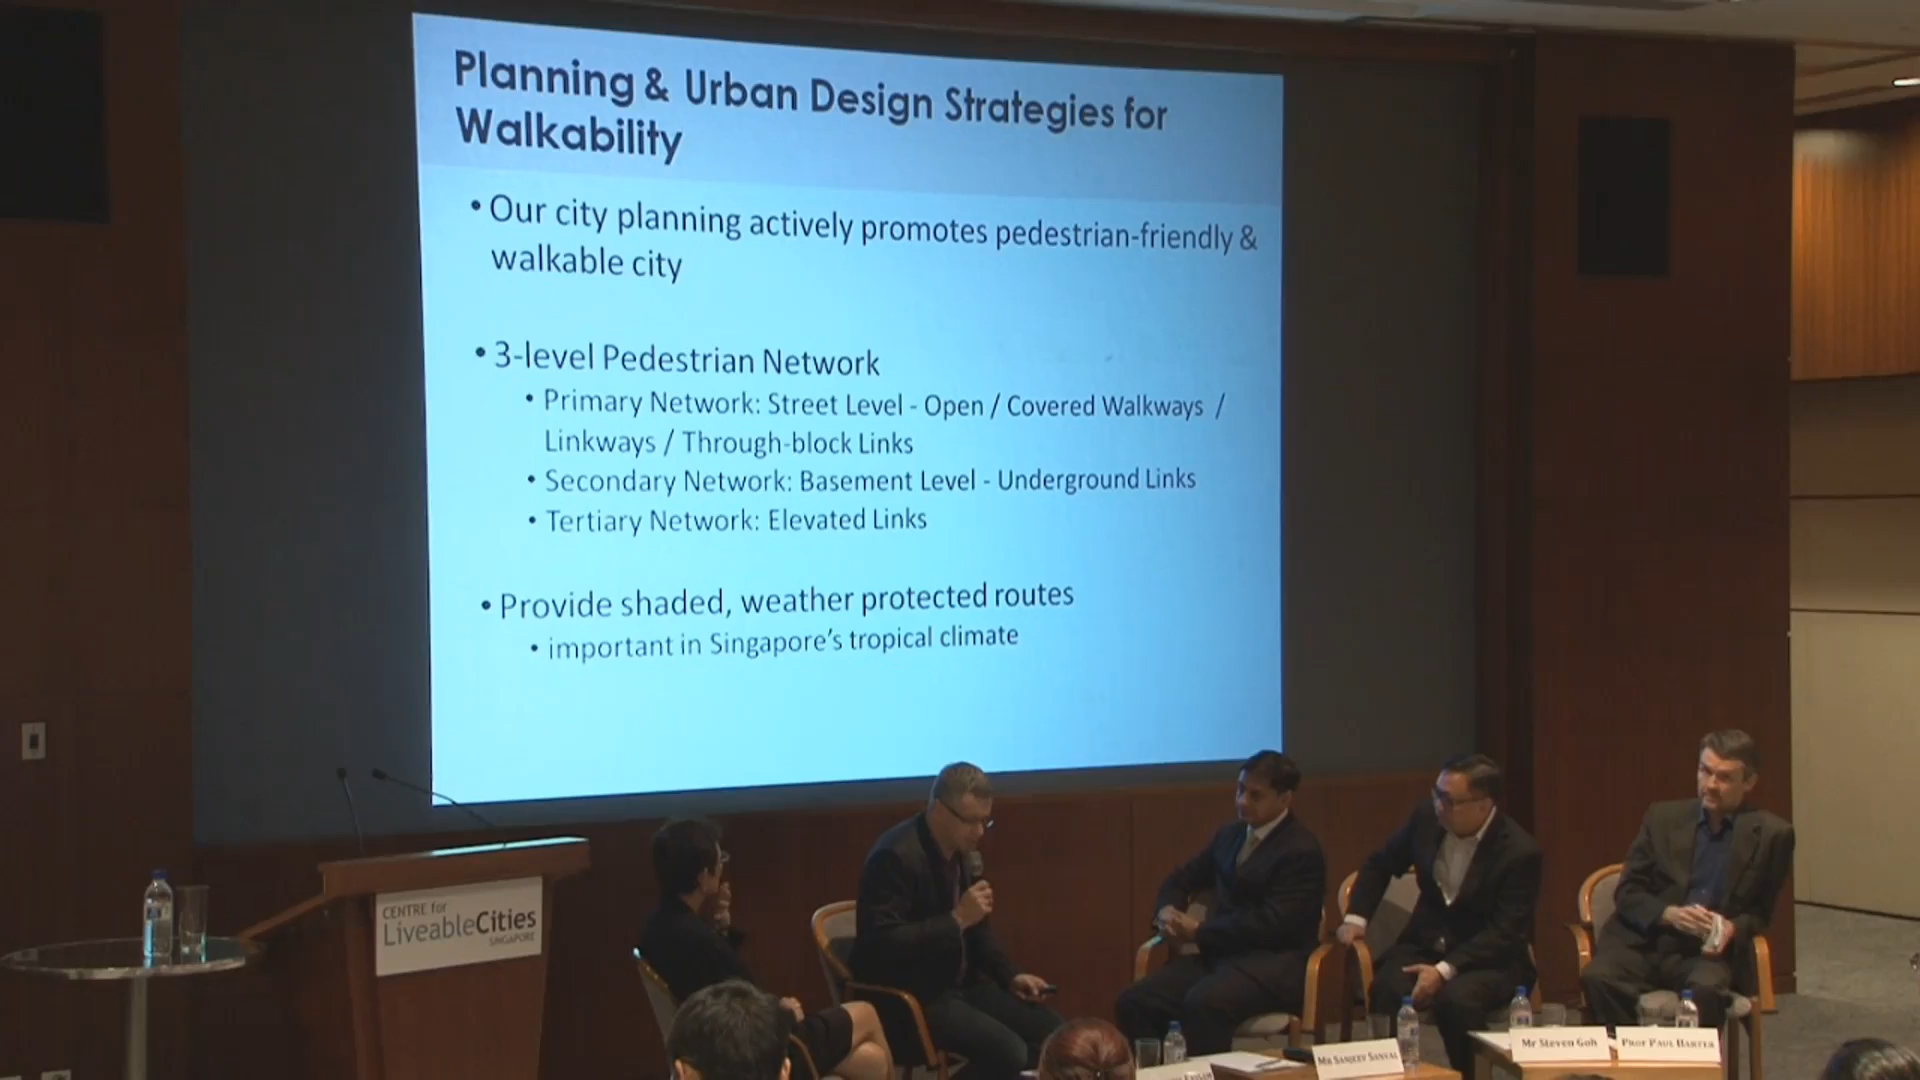 Planning & Urban Design Strategies for
Walkability
• Our city planning actively promotes pedestrian-friendly &
walkable city
• 3-level Pedestrian Network
• Primary Network: Street Level - Open / Covered Walkways /
Linkways / Through-block Links
• Secondary Network: Basement Level - Underground Links
• Tertiary Network: Elevated Links
• Provide shaded, weather protected routes
• important in Singapore's tropical climate
CENTRE for
LiveableCities
SINGAPORE
Mr Sanjeev Sanyal
Mr Steven Goh
Prof Paul Barter